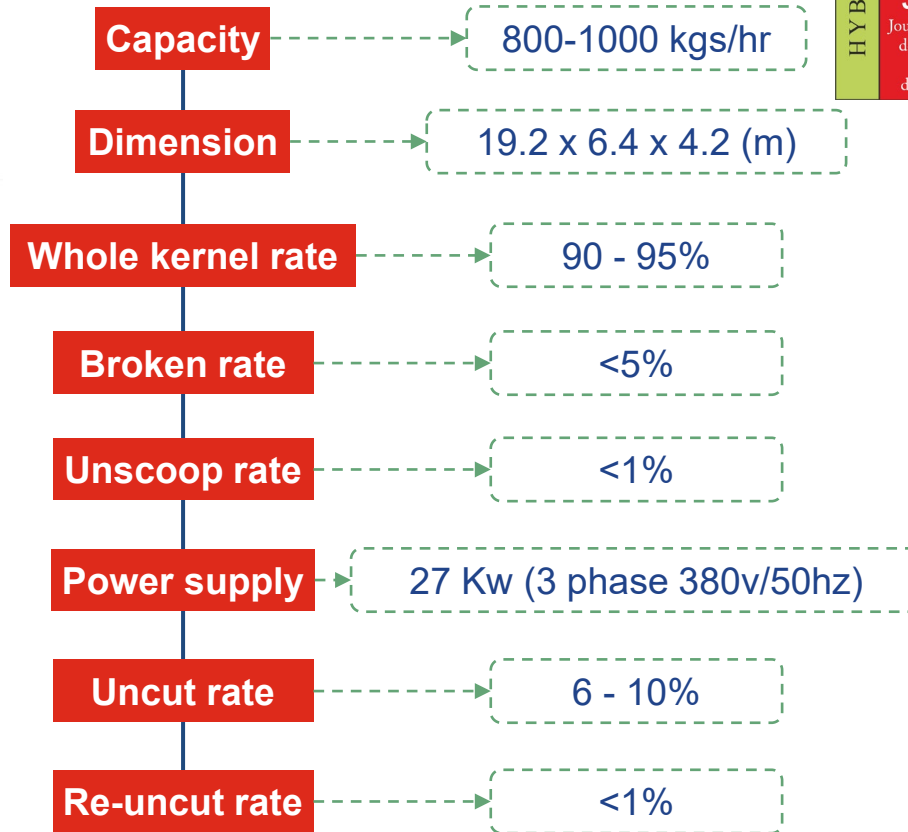 Capacity
800-1000 kgs/hr
Dimension
19.2 x 6.4 x 4.2 (m)
Whole kernel rate
90 - 95%
Broken rate
<5%
Unscoop rate
<1%
Power supply
27 Kw (3 phase 380v/50hz)
Uncut rate
6 - 10%
Re-uncut rate
<1%